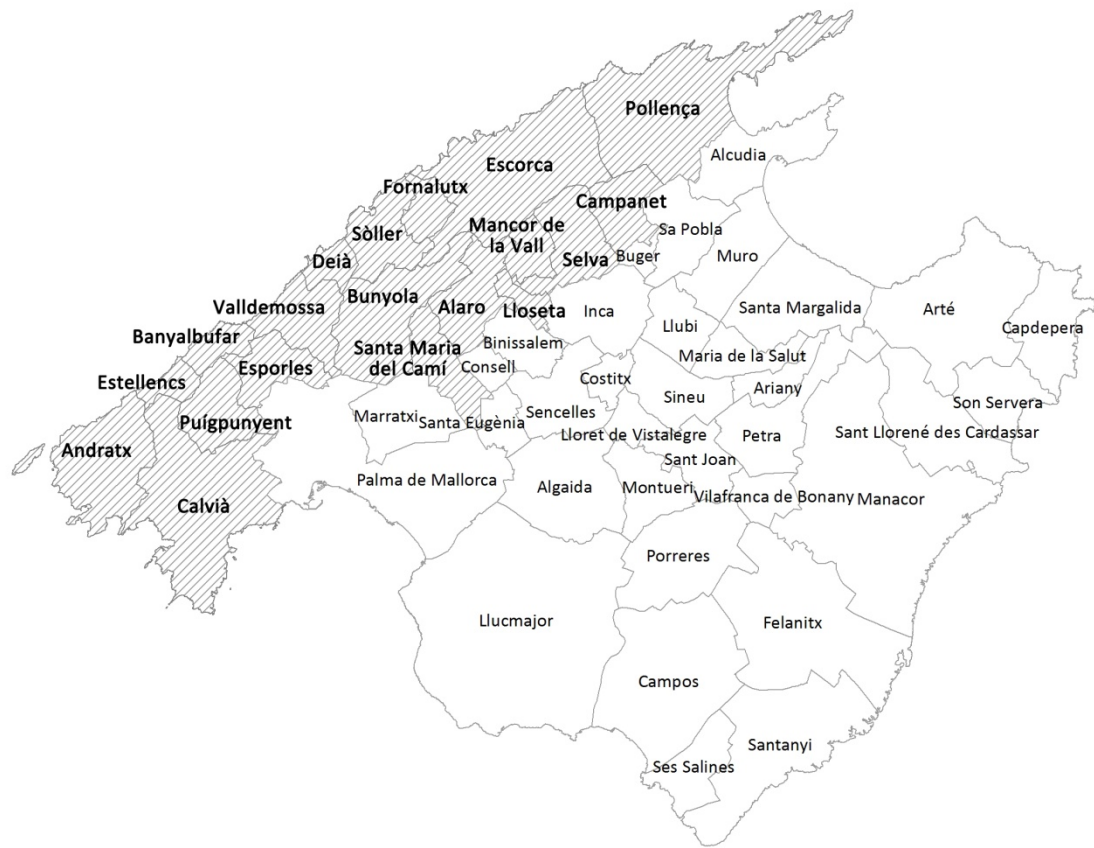 Pollença
Alcudia
Escorca
Fornalutx
Campanet
Mancor de
la Vall
Sa Pobla
Sòller
Muro
Buger
Selva
Deià
Bunyola
Valldemossa
Alaro
Lloseta
Inca
Santa Margalida
Arté
Capdepera
Llubi
Banyalbufar
Binissalem
Santa Maria
del Camí
Maria de la Salut
Consell
Esporles
Estellencs
Costitx
Ariany
Sineu
Son Servera
Puígpunyent
Marratxi
Santa Eugènia
Sencelles
Lloret de Vistalegre
Petra
Sant Llorené des Cardassar
Andratx
Sant Joan
Palma de Mallorca
Algaida
Montueri
Vilafranca de Bonany
Manacor
Calvià
Porreres
Llucmajor
Felanitx
Campos
Santanyi
Ses Salines